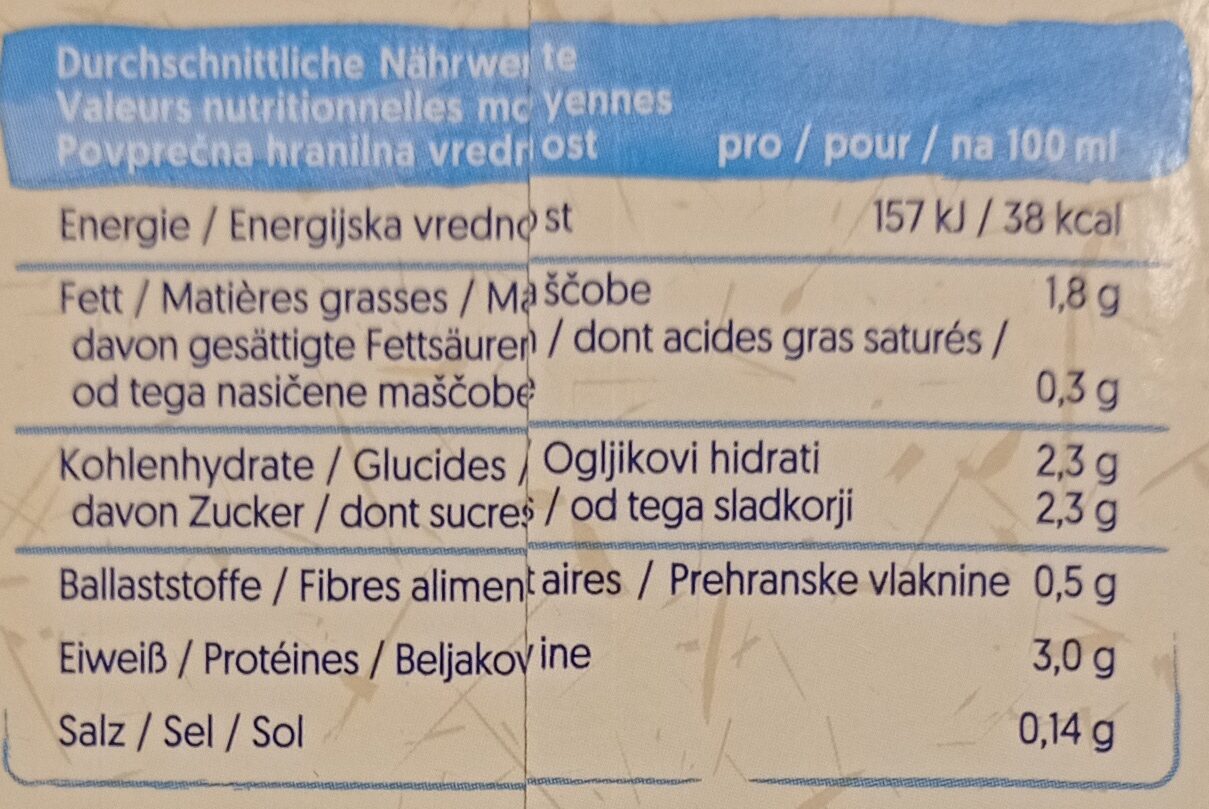 Durchschnittliche Nährwerte
Valeurs nutritionnelles moyennes
Povprečna hranilna vrednost pro / pour / na 100 ml
Energie / Energijska vrednost 157 kJ / 38 kcal
Fett / Matières grasses / Maščobe 1,8 g
davon gesättigte Fettsäuren / dont acides gras saturés /
od tega nasičene maščobe 0,3 g
Kohlenhydrate / Glucides / Ogljikovi hidrati 2,3 g
davon Zucker / dont sucres / od tega sladkorji 2,3 g
Ballaststoffe / Fibres alimentaires / Prehranske vlaknine 0,5 g
Eiweiß / Protéines / Beljakovine 3,0 g
Salz / Sel / Sol 0,14 g